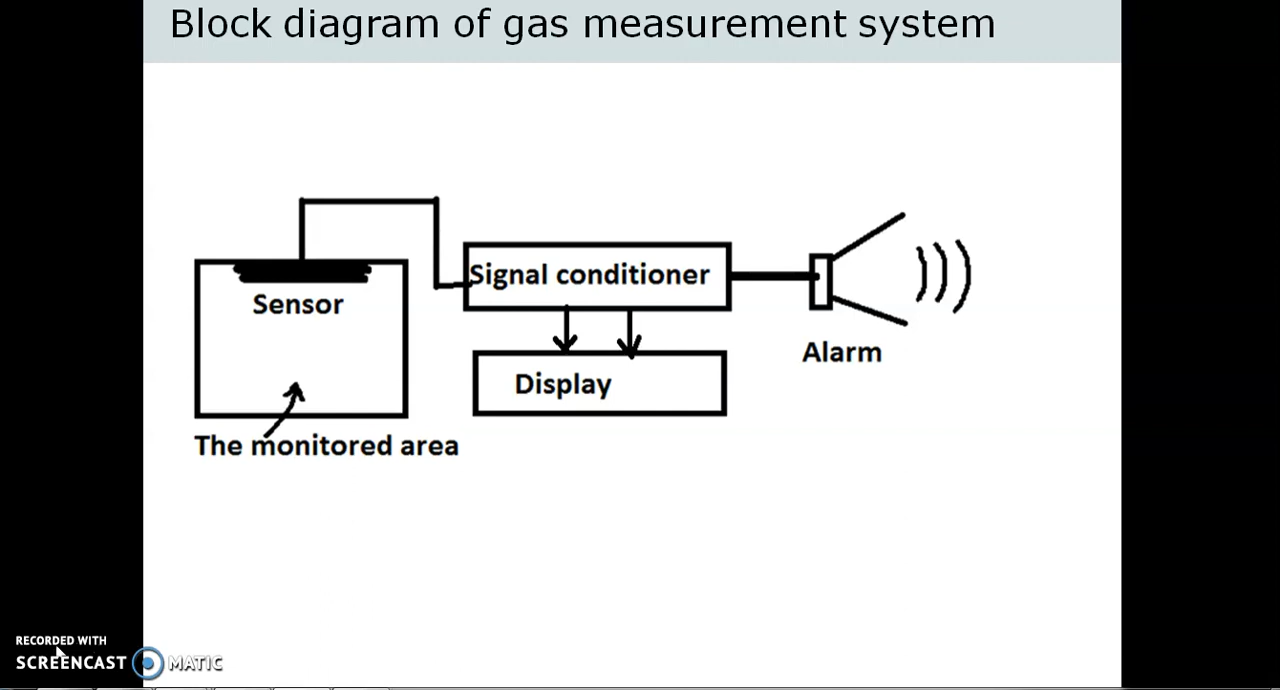 Block diagram of gas measurement system
Signal conditioner
Sensor
Alarm
Display
The monitored area
RECORDED WITH
SCREENCAST MATIC